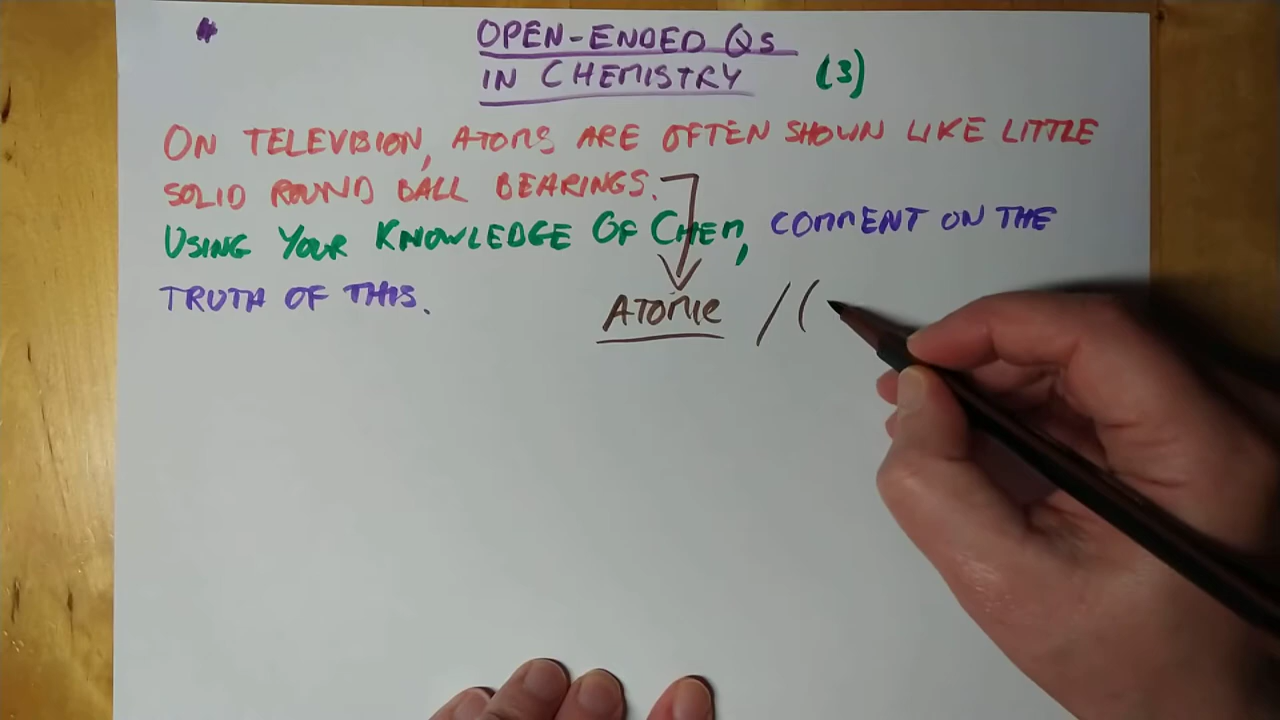 OPEN-ENDED QS
IN CHEMISTRY (3)
ON TELEVISION, ATOMS ARE OFTEN SHOWN LIKE LITTLE
SOLID ROUND BALL BEARINGS.
USING YOUR KNOWLEDGE OF CHEM, COMMENT ON THE
TRUTH OF THIS.
ATOMIC / (